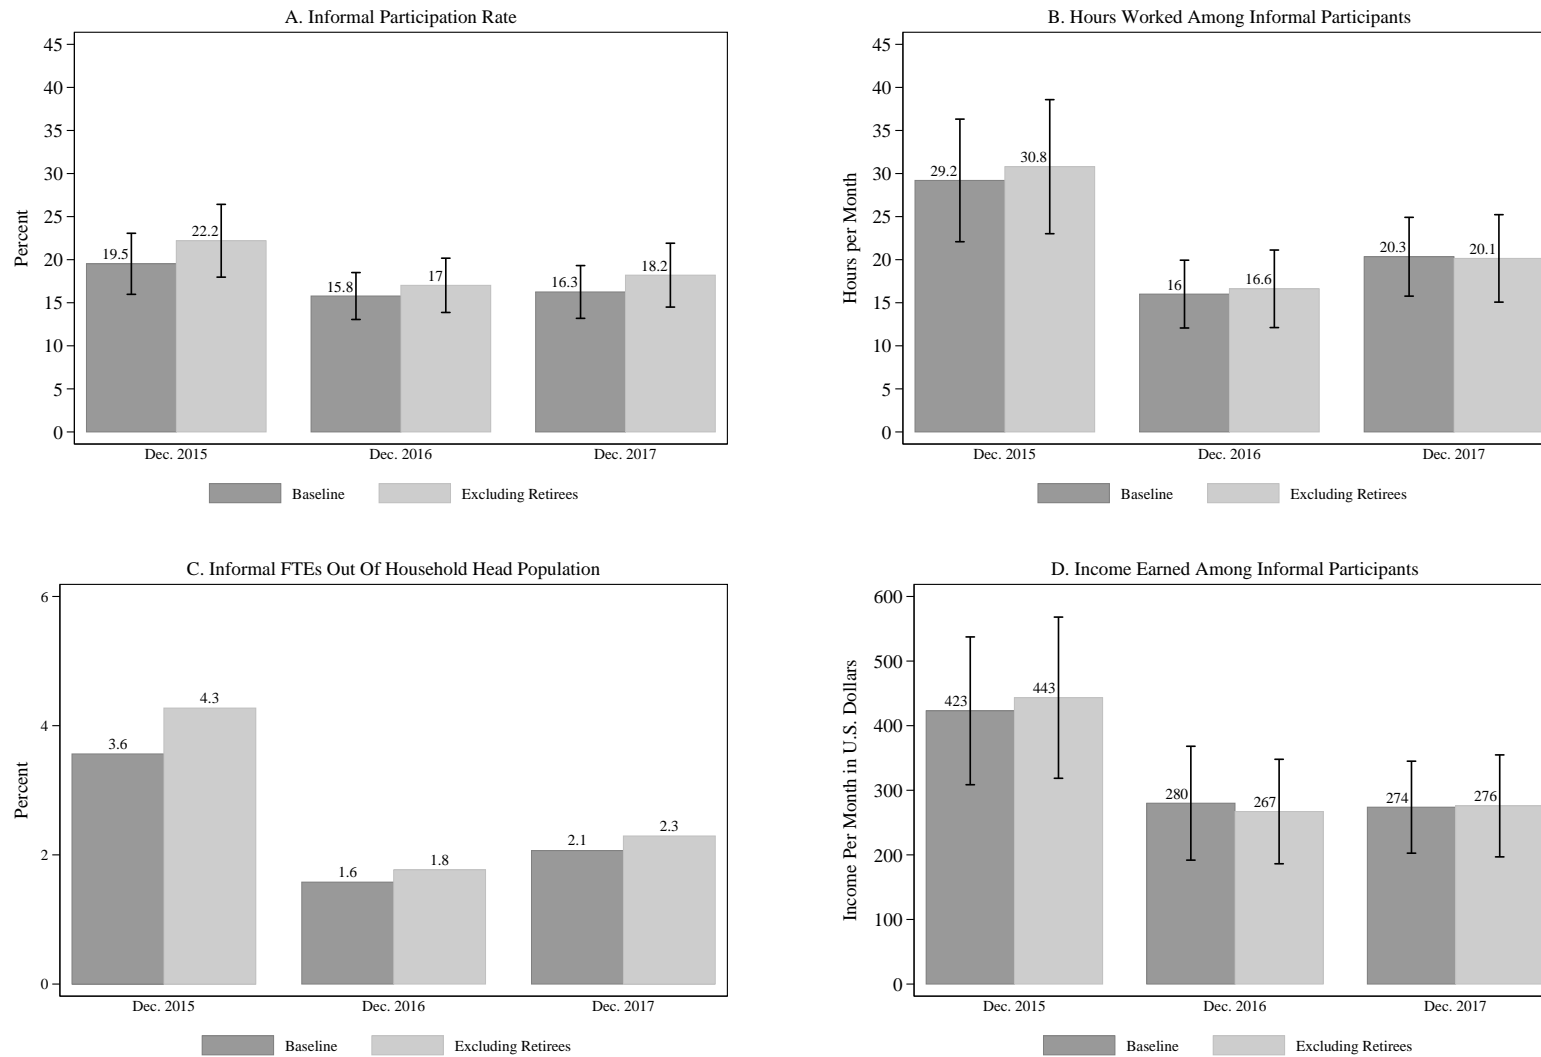 A. Informal Participation Rate
45
40
35
30
25
20
15
10
5
0
Percent
19.5
22.2
15.8
17
16.3
18.2
Dec. 2015
Dec. 2016
Dec. 2017
Baseline
Excluding Retirees
B. Hours Worked Among Informal Participants
45
40
35
30
25
20
15
10
5
0
Hours per Month
29.2
30.8
16
16.6
20.3
20.1
Dec. 2015
Dec. 2016
Dec. 2017
Baseline
Excluding Retirees
C. Informal FTEs Out Of Household Head Population
6
4
2
0
Percent
3.6
4.3
1.6
1.8
2.1
2.3
Dec. 2015
Dec. 2016
Dec. 2017
Baseline
Excluding Retirees
D. Income Earned Among Informal Participants
600
500
400
300
200
100
0
Income Per Month in U.S. Dollars
423
443
280
267
274
276
Dec. 2015
Dec. 2016
Dec. 2017
Baseline
Excluding Retirees